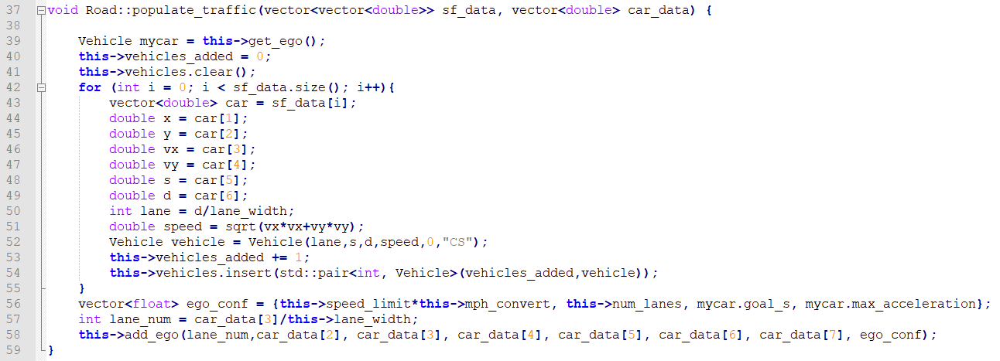 37 void Road::populate_traffic(vector<vector<double>> sf_data, vector<double> car_data) {
38
39     Vehicle mycar = this->get_ego();
40     this->vehicles_added = 0;
41     this->vehicles.clear();
42     for (int i = 0; i < sf_data.size(); i++){
43         vector<double> car = sf_data[i];
44         double x = car[1];
45         double y = car[2];
46         double vx = car[3];
47         double vy = car[4];
48         double s = car[5];
49         double d = car[6];
50         int lane = d/lane_width;
51         double speed = sqrt(vx*vx+vy*vy);
52         Vehicle vehicle = Vehicle(lane,s,d,speed,0,"CS");
53         this->vehicles_added += 1;
54         this->vehicles.insert(std::pair<int, Vehicle>(vehicles_added,vehicle));
55     }
56     vector<float> ego_conf = {this->speed_limit*this->mph_convert, this->num_lanes, mycar.goal_s, mycar.max_acceleration};
57     int lane_num = car_data[3]/this->lane_width;
58     this->add_ego(lane_num,car_data[2], car_data[3], car_data[4], car_data[5], car_data[6], car_data[7], ego_conf);
59 }